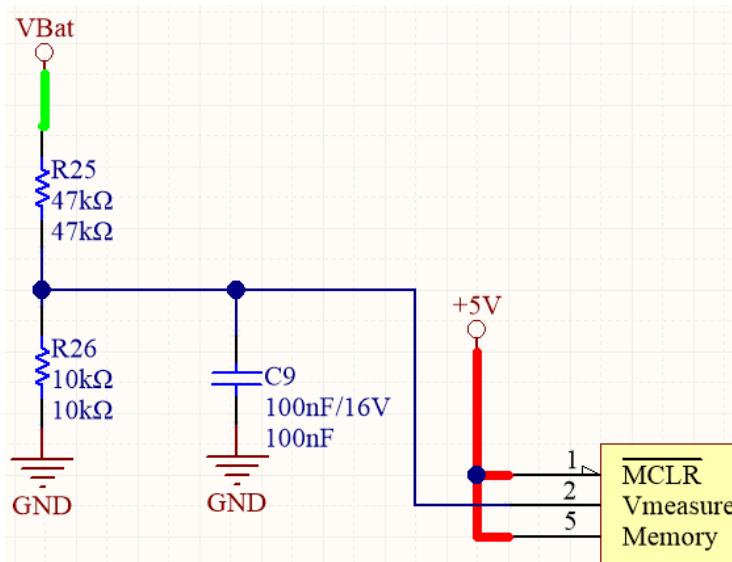 VBat
R25
47kΩ
47kΩ
+5V
R26
10kΩ
10kΩ
C9
100nF/16V
100nF
GND
GND
1
MCLR
2
Vmeasure
5
Memory